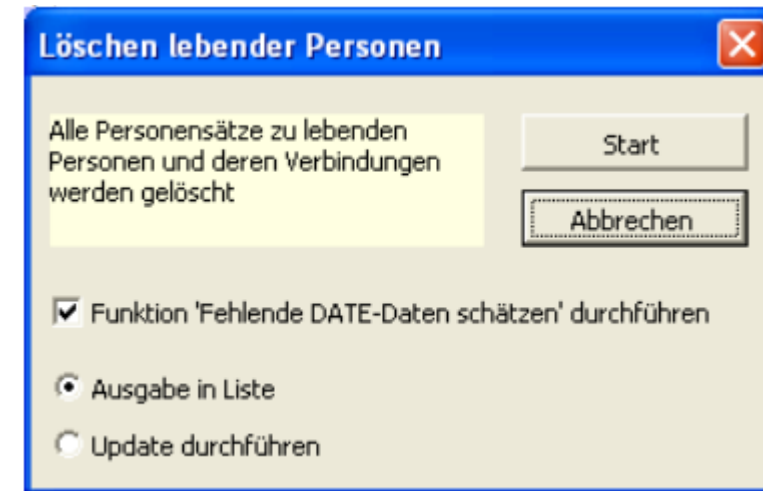 Löschen lebender Personen
Alle Personensätze zu lebenden
Personen und deren Verbindungen
werden gelöscht
Start
Abbrechen
Funktion 'Fehlende DATE-Daten schätzen' durchführen
Ausgabe in Liste
Update durchführen